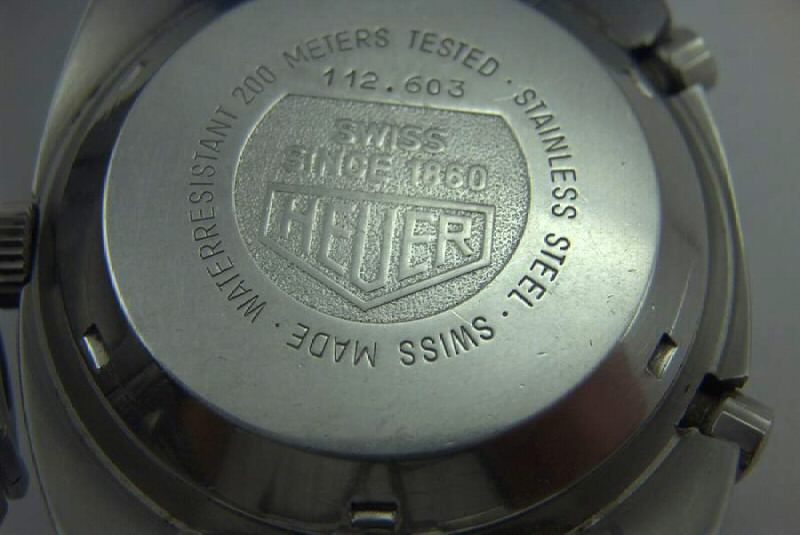 WATERRESISTANT 200 METERS TESTED · STAINLESS STEEL · SWISS MADE ·
112.603
SWISS
SINCE 1860
HEUER